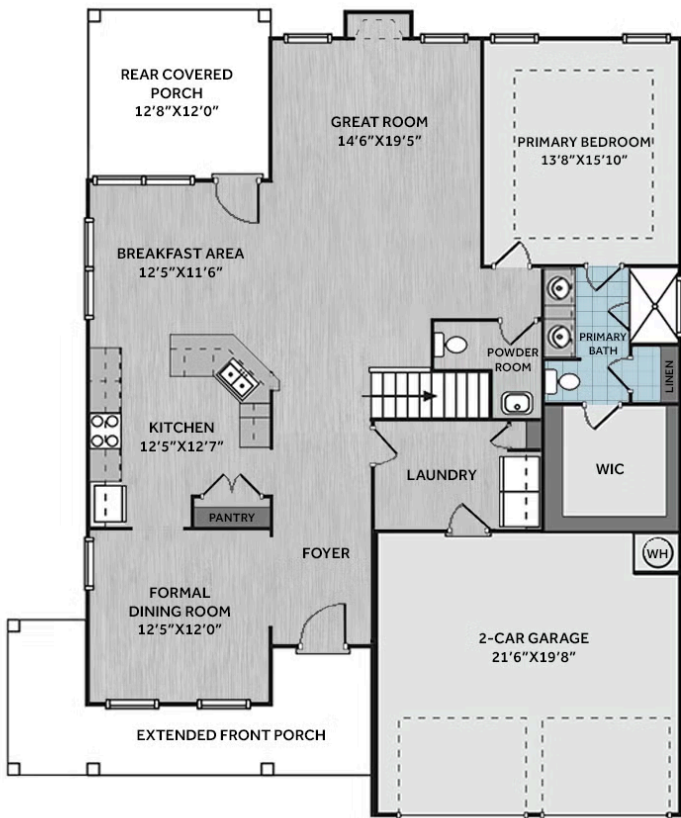 REAR COVERED
PORCH
12'8"X12'0"
GREAT ROOM
14'6"X19'5"
PRIMARY BEDROOM
13'8"X15'10"
BREAKFAST AREA
12'5"X11'6"
PRIMARY
BATH
POWDER
ROOM
LINEN
KITCHEN
12'5"X12'7"
LAUNDRY
WIC
PANTRY
FOYER
WH
FORMAL
DINING ROOM
12'5"X12'0"
2-CAR GARAGE
21'6"X19'8"
EXTENDED FRONT PORCH